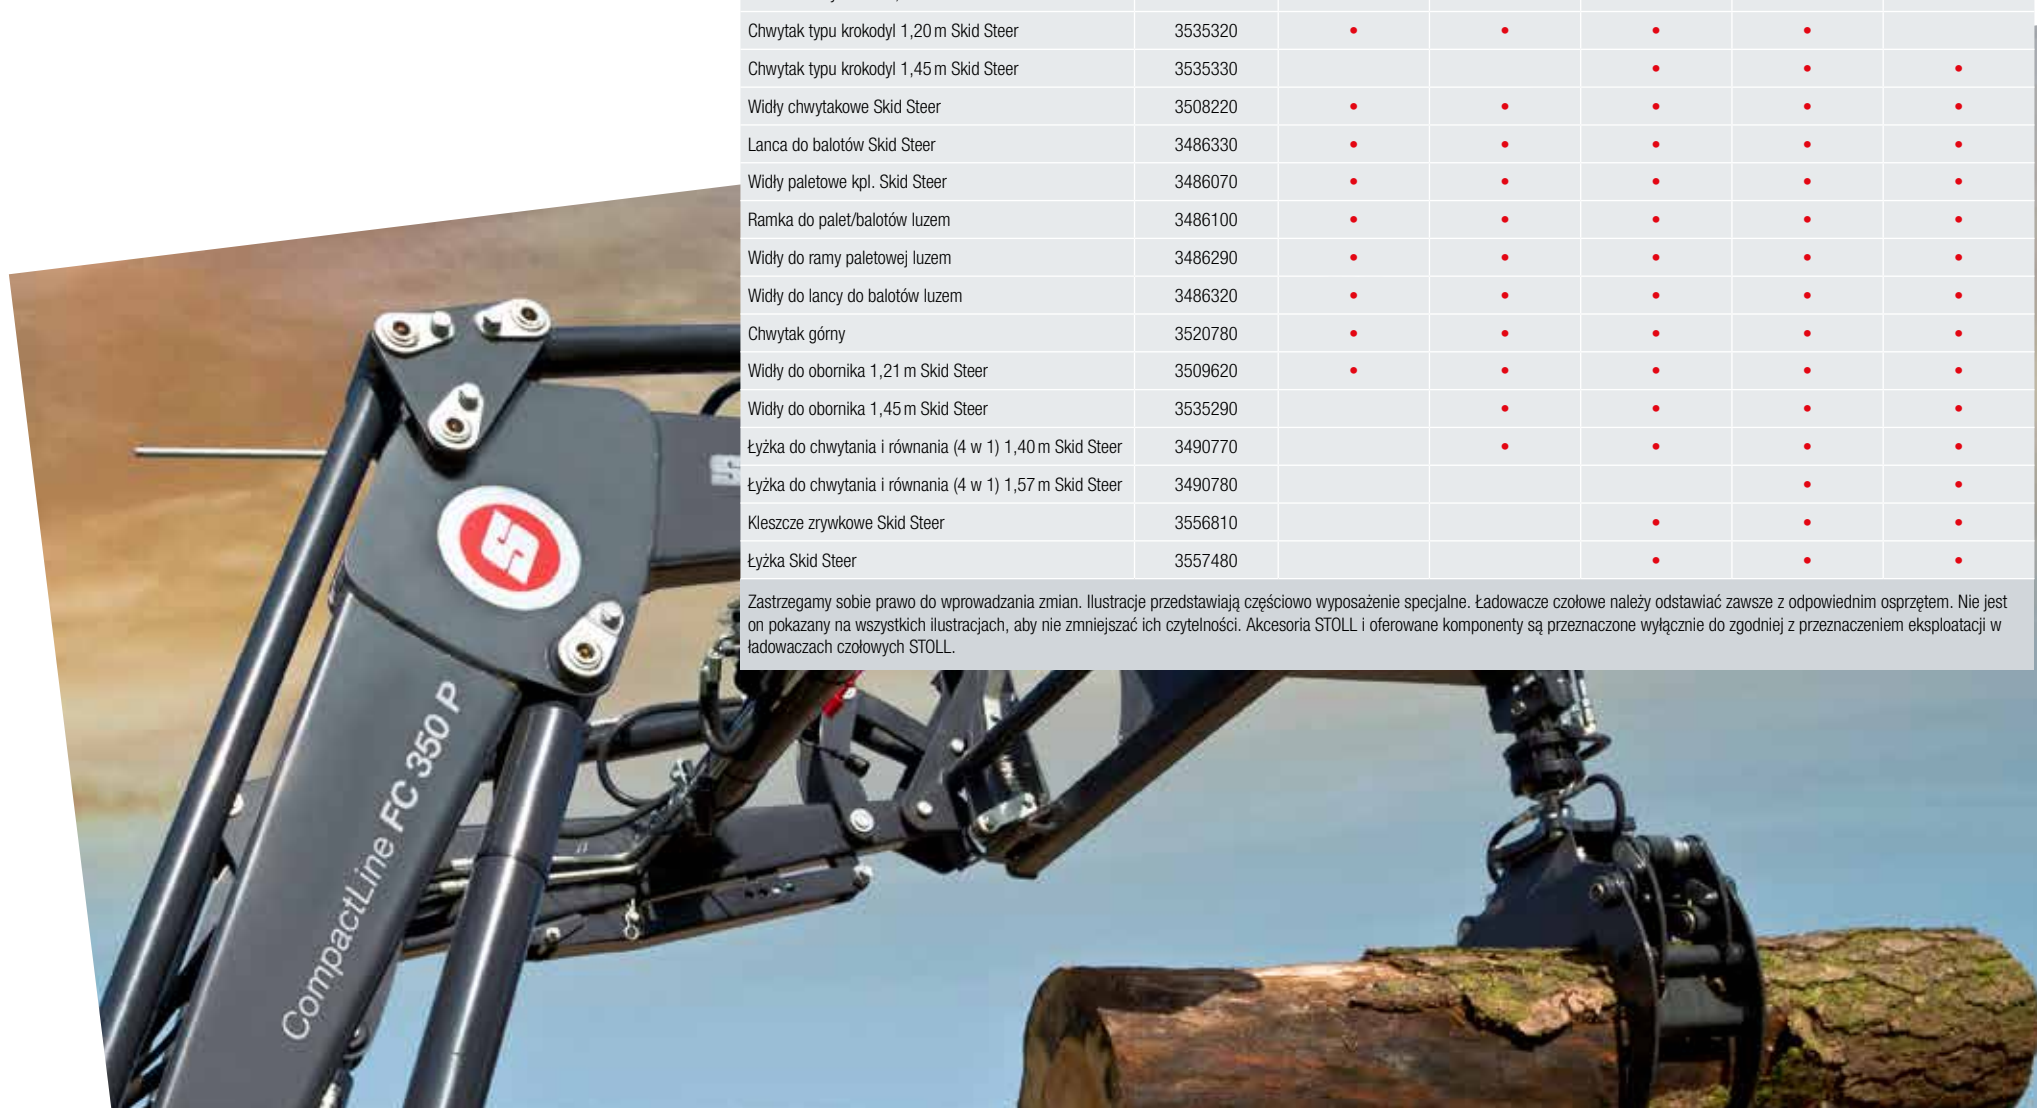 Chwytak typu krokodyl 1,20 m Skid Steer 3535320 • • • •
Chwytak typu krokodyl 1,45 m Skid Steer 3535330 • • •
Widły chwytakowe Skid Steer 3508220 • • • • •
Lanca do balotów Skid Steer 3486330 • • • • •
Widły paletowe kpl. Skid Steer 3486070 • • • • •
Ramka do palet/balotów luzem 3486100 • • • • •
Widły do ramy paletowej luzem 3486290 • • • • •
Widły do lancy do balotów luzem 3486320 • • • • •
Chwytak górny 3520780 • • • • •
Widły do obornika 1,21 m Skid Steer 3509620 • • • • •
Widły do obornika 1,45 m Skid Steer 3535290 • • • •
Łyżka do chwytania i równania (4 w 1) 1,40 m Skid Steer 3490770 • • • •
Łyżka do chwytania i równania (4 w 1) 1,57 m Skid Steer 3490780 • •
Kleszcze zrywkowe Skid Steer 3556810 • • •
Łyżka Skid Steer 3557480 • • •
Zastrzegamy sobie prawo do wprowadzania zmian. Ilustracje przedstawiają częściowo wyposażenie specjalne. Ładowacze czołowe należy odstawiać zawsze z odpowiednim osprzętem. Nie jest
on pokazany na wszystkich ilustracjach, aby nie zmniejszać ich czytelności. Akcesoria STOLL i oferowane komponenty są przeznaczone wyłącznie do zgodniej z przeznaczeniem eksploatacji w
ładowaczach czołowych STOLL.
CompactLine FC 350 P